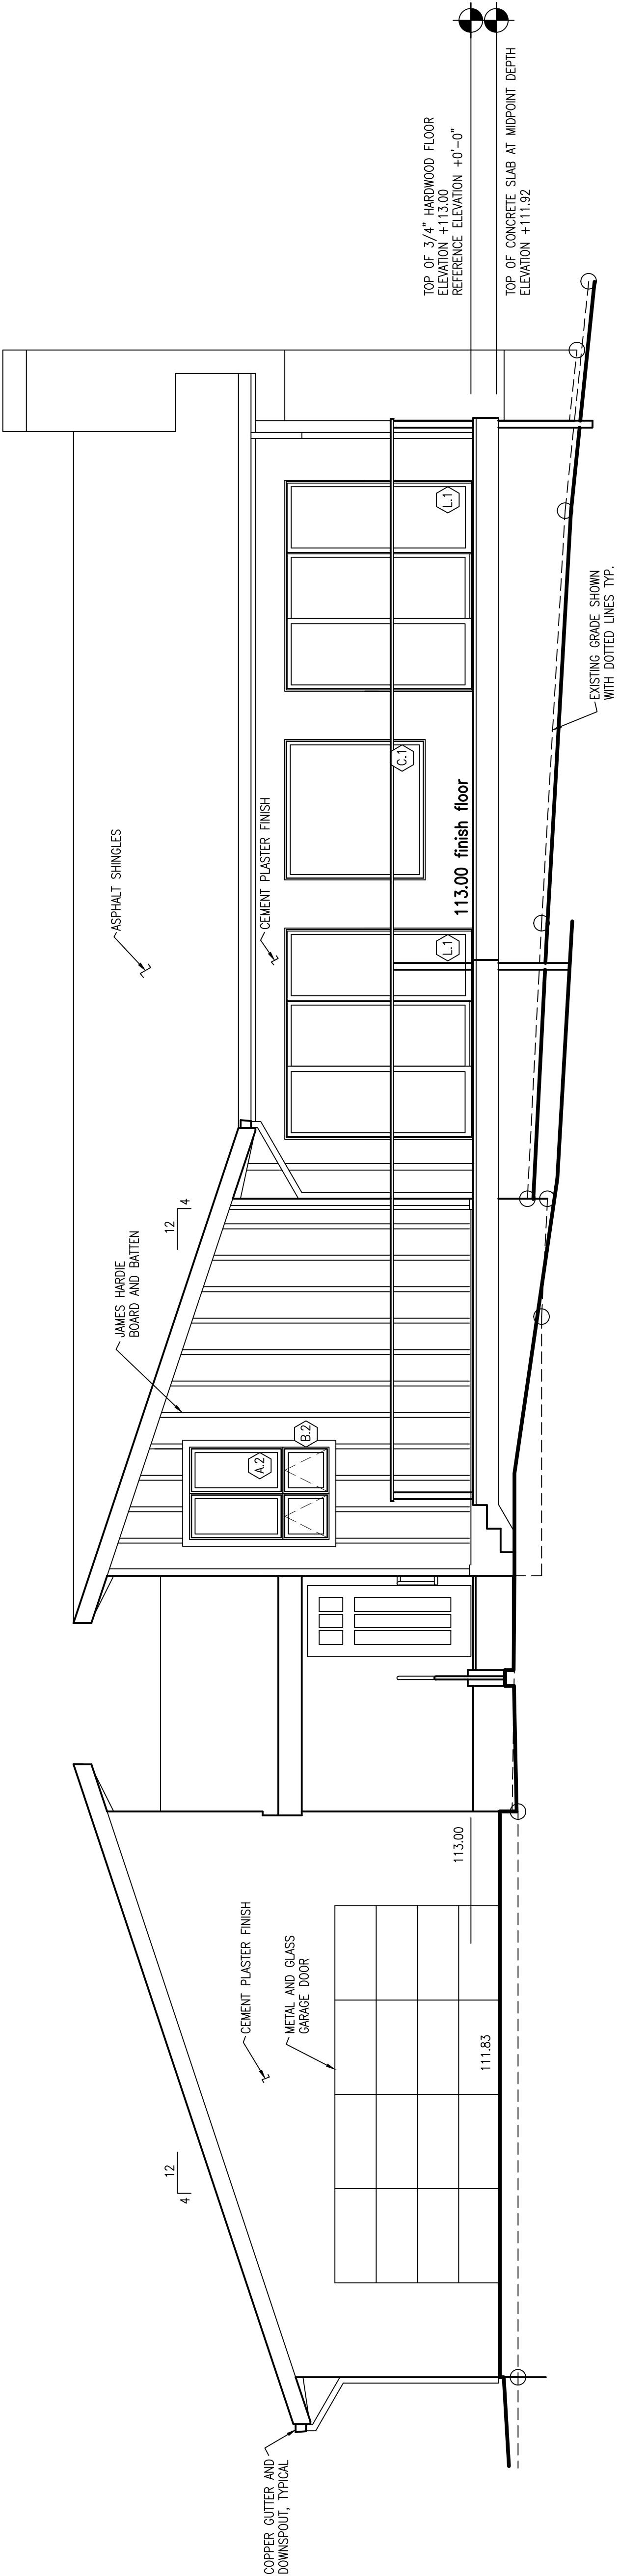 COPPER GUTTER AND
DOWNSPOUT, TYPICAL
12
4
CEMENT PLASTER FINISH
METAL AND GLASS
GARAGE DOOR
111.83
113.00
JAMES HARDIE
BOARD AND BATTEN
12
4
A.2
B.2
ASPHALT SHINGLES
CEMENT PLASTER FINISH
L.1
C.1
L.1
113.00 finish floor
EXISTING GRADE SHOWN
WITH DOTTED LINES TYP.
TOP OF 3/4" HARDWOOD FLOOR
ELEVATION +113.00
REFERENCE ELEVATION +0'-0"
TOP OF CONCRETE SLAB AT MIDPOINT DEPTH
ELEVATION +111.92